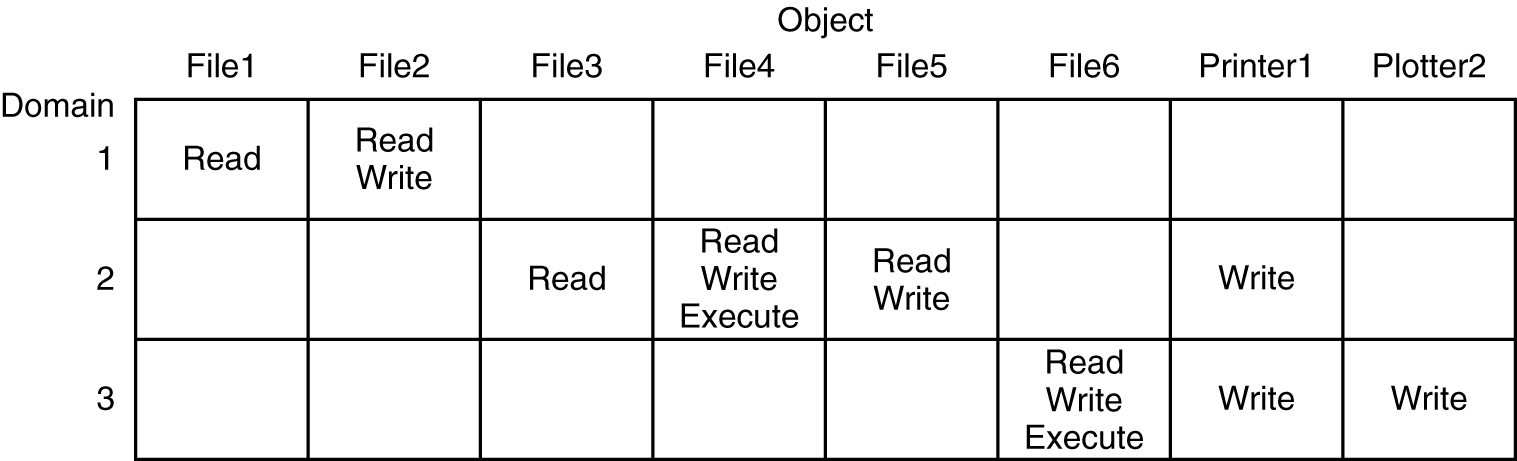 Object
File1 File2 File3 File4 File5 File6 Printer1 Plotter2
Domain
1 Read Read Write
2 Read Read Write Execute Read Write Write
3 Read Write Execute Write Write